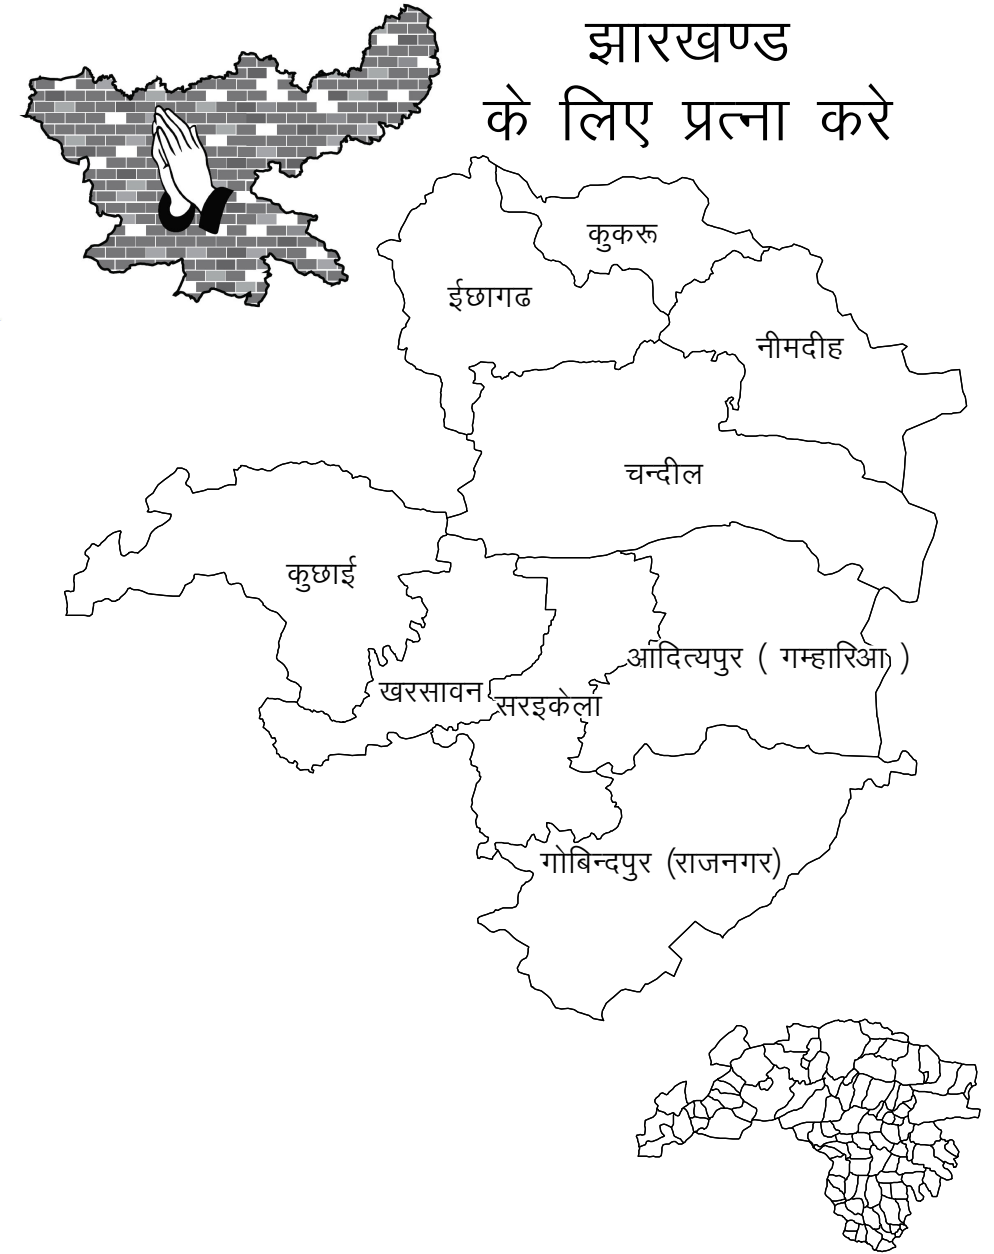 झारखण्ड
के लिए प्रत्ना करे
कुकरू
ईछागढ
नीमदीह
चन्दील
कुछाई
आदित्यपुर ( गम्हारिआ )
खरसावन
सरइकेला
गोबिन्दपुर (राजनगर)